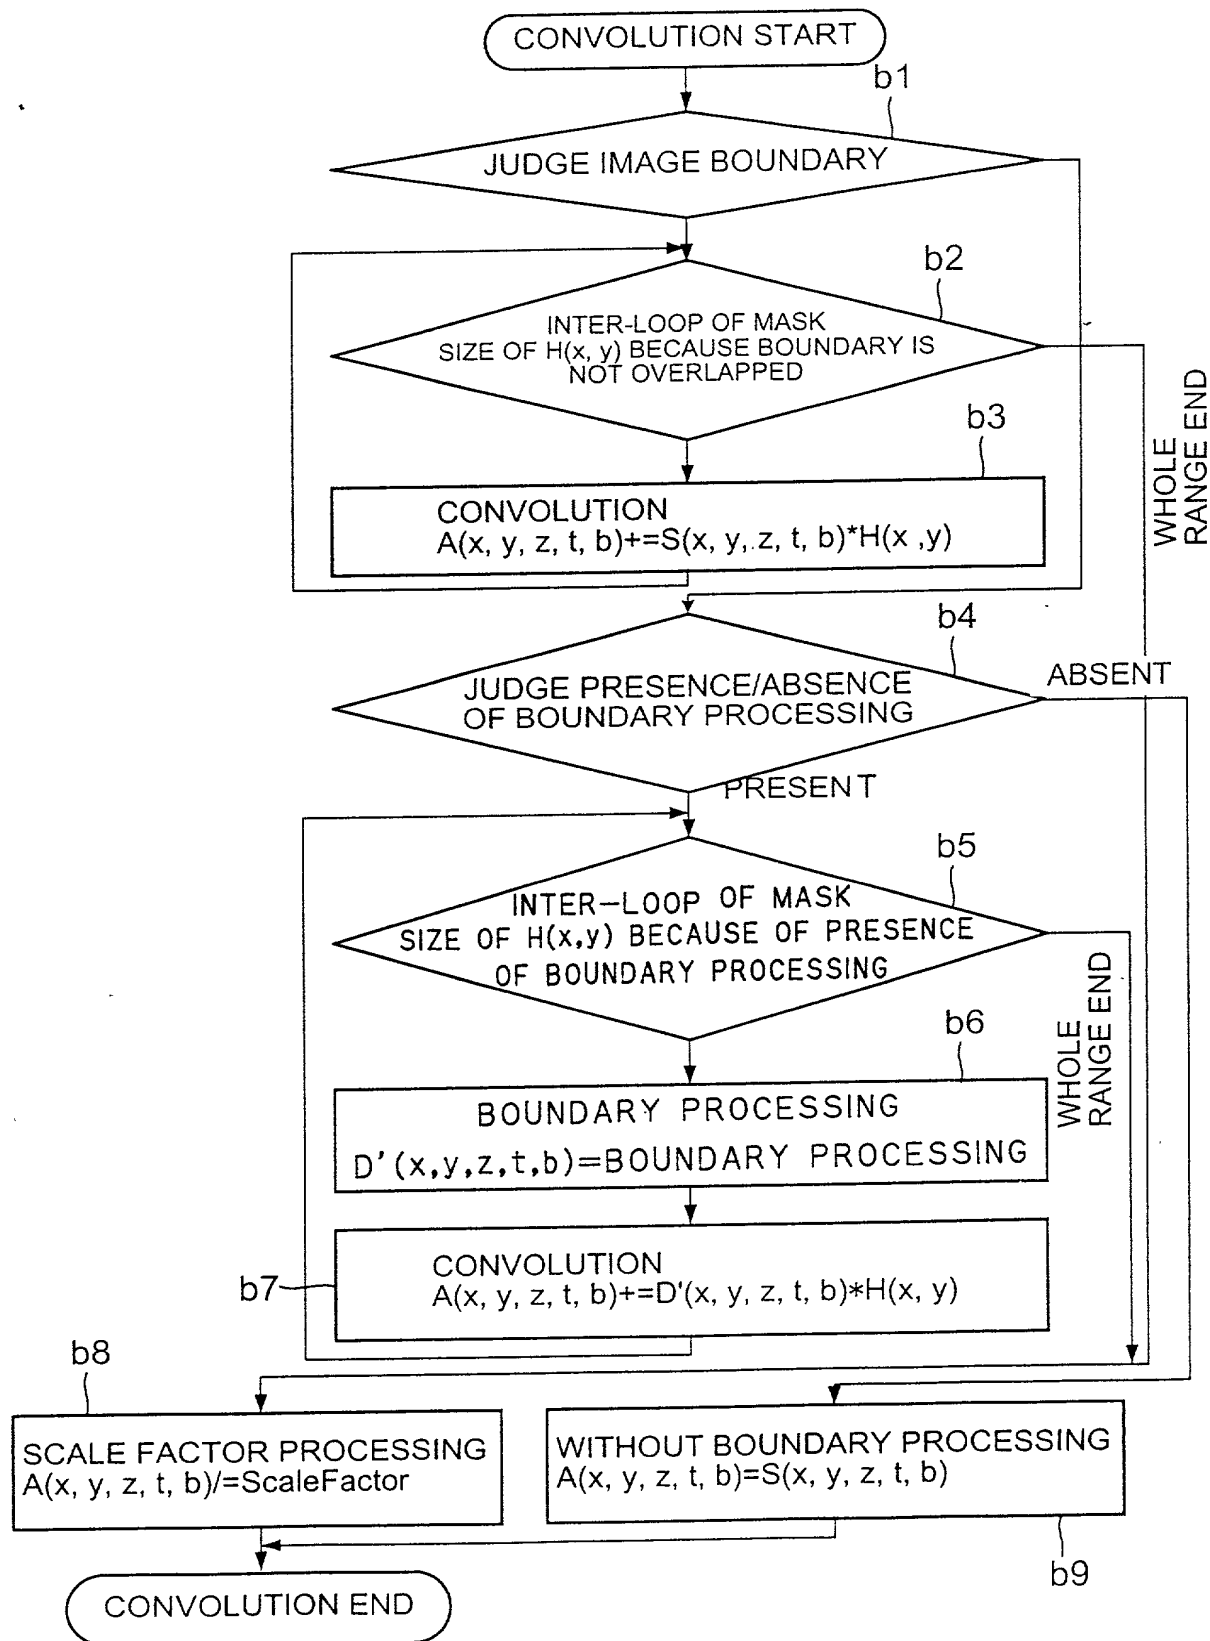 CONVOLUTION START
b1
JUDGE IMAGE BOUNDARY
b2
INTER-LOOP OF MASK
SIZE OF H(x, y) BECAUSE BOUNDARY IS
NOT OVERLAPPED
WHOLE
RANGE END
b3
CONVOLUTION
A(x, y, z, t, b)+=S(x, y, z, t, b)*H(x ,y)
b4
JUDGE PRESENCE/ABSENCE
OF BOUNDARY PROCESSING
ABSENT
PRESENT
b5
INTER-LOOP OF MASK
SIZE OF H(x,y) BECAUSE OF PRESENCE
OF BOUNDARY PROCESSING
WHOLE
RANGE END
b6
BOUNDARY PROCESSING
D'(x,y,z,t,b)=BOUNDARY PROCESSING
b7
CONVOLUTION
A(x, y, z, t, b)+=D'(x, y, z, t, b)*H(x, y)
b8
SCALE FACTOR PROCESSING
A(x, y, z, t, b)/=ScaleFactor
WITHOUT BOUNDARY PROCESSING
A(x, y, z, t, b)=S(x, y, z, t, b)
b9
CONVOLUTION END